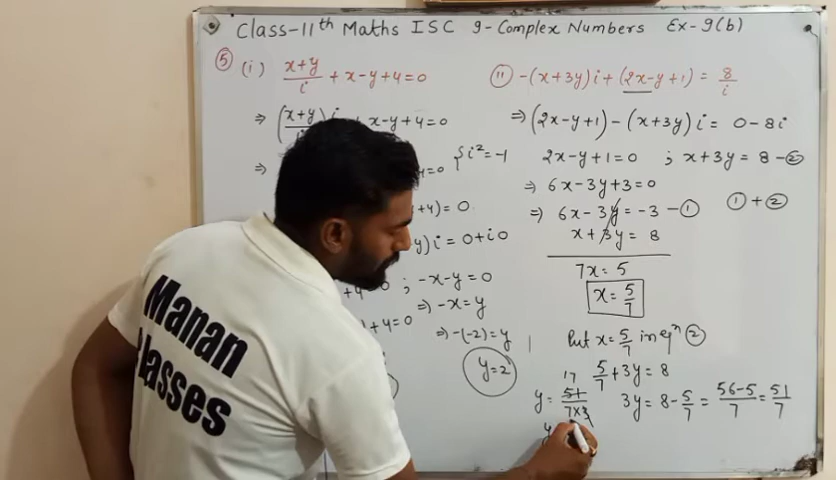 Class-11th Maths ISC 9-Complex Numbers Ex-9(b)
⑤ (i) x+y/i + x-y+4=0
⇒ (x+y/i)i + x-y+4=0
⇒
y+4=0 {i²=-1
+4)=0
y)i=0+i0
; -x-y=0
⇒ -x=y
+4=0 ⇒ -(-2)=y
y=2
(ii) -(x+3y)i+(2x-y+1) = 8/i
⇒ (2x-y+1)-(x+3y)i = 0-8i
2x-y+1=0 ; x+3y=8 -②
⇒ 6x-3y+3=0
⇒ 6x-3y=-3 -① ①+②
x+3y=8
7x=5
x=5/7
Put x=5/7 in eqⁿ ②
5/7+3y=8
3y=8-5/7=56-5/7=51/7
17
y=51/7×3
y
Manan
Classes